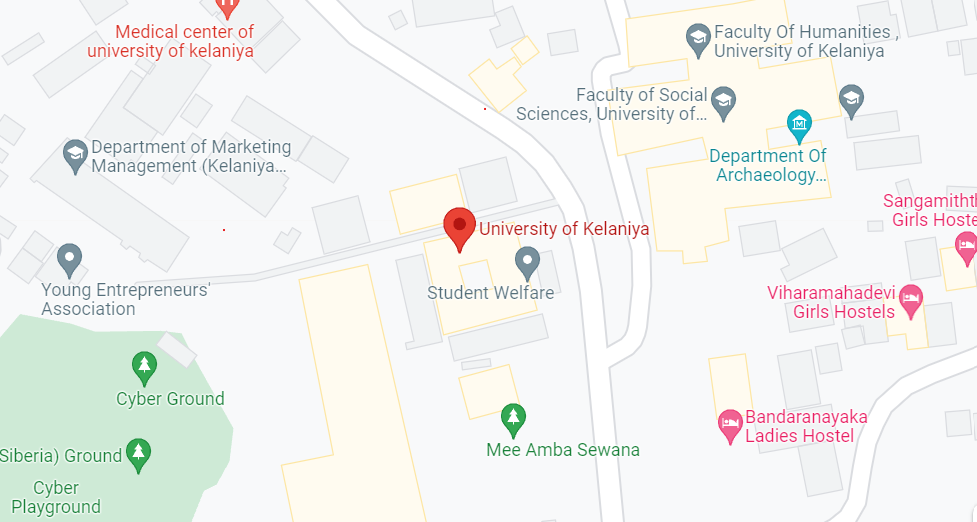 Medical center of
university of kelaniya
Faculty Of Humanities ,
University of Kelaniya
Faculty of Social
Sciences, University of...
Department of Marketing
Management (Kelaniya...
Department Of
Archaeology...
Sangamitth
Girls Hoste
University of Kelaniya
Young Entrepreneurs'
Association
Student Welfare
Viharamahadevi
Girls Hostels
Cyber Ground
Bandaranayaka
Ladies Hostel
Mee Amba Sewana
Siberia) Ground
Cyber
Playground